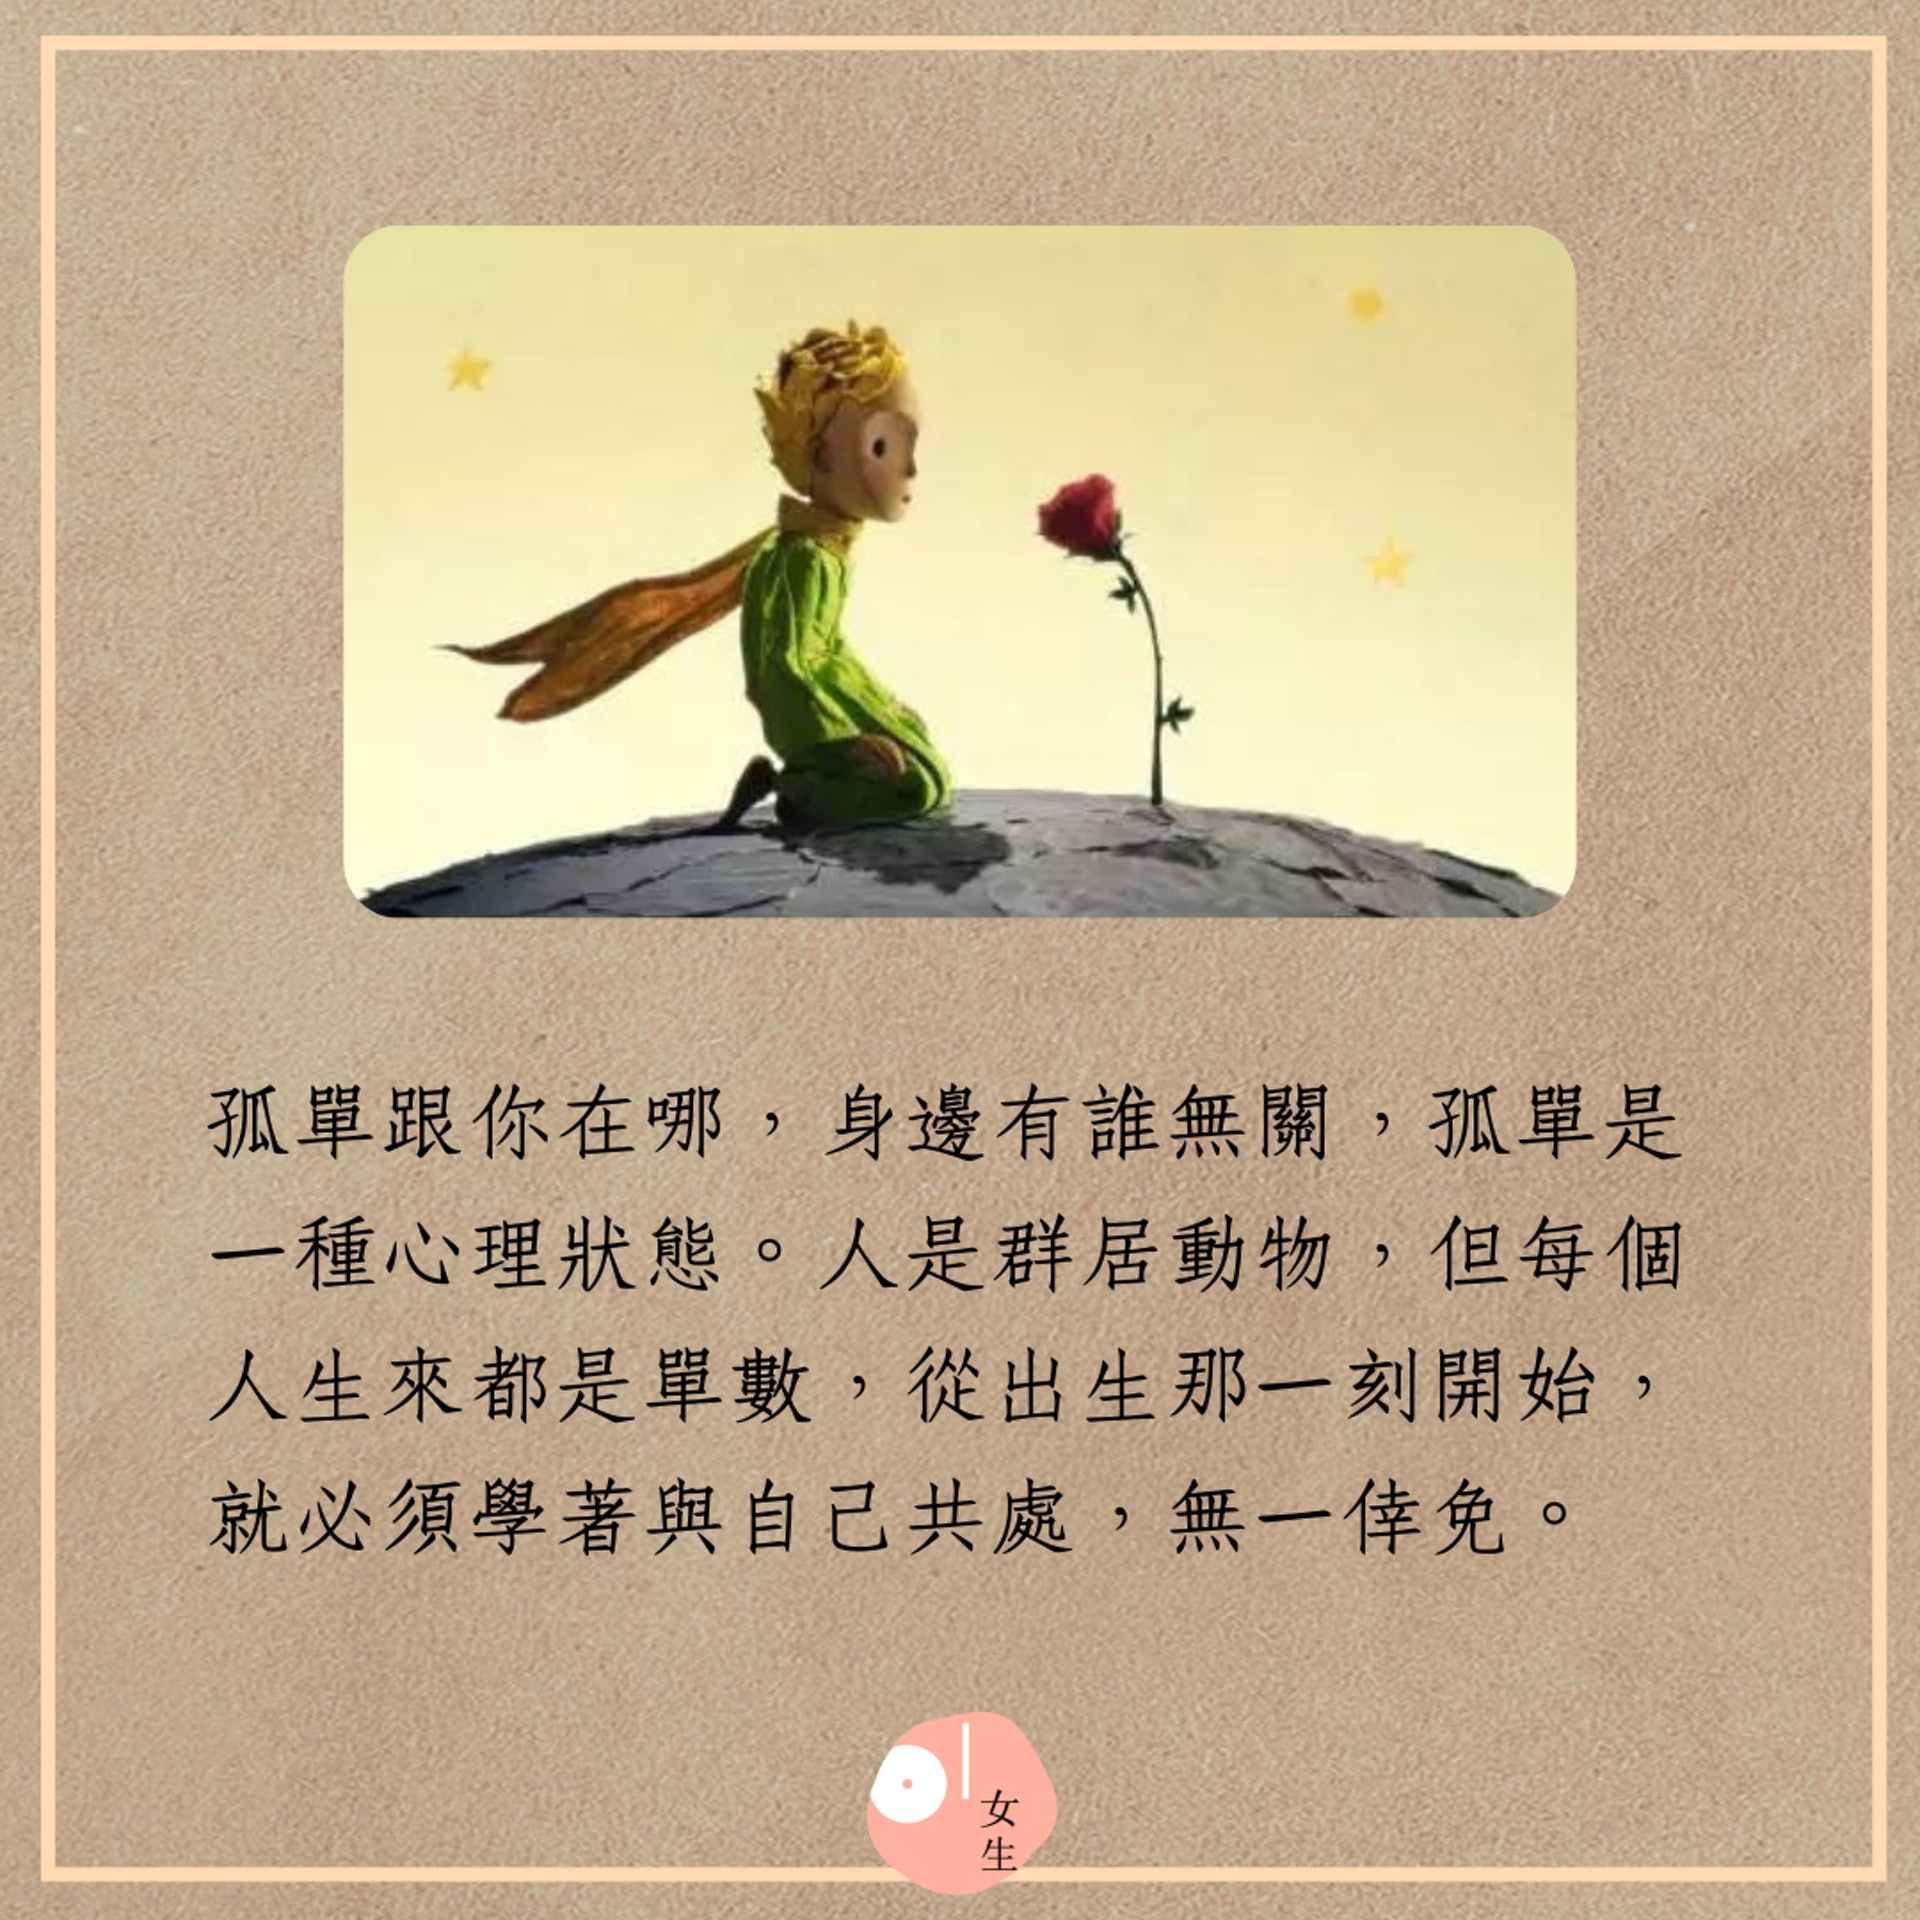 孤單跟你在哪，身邊有誰無關，孤單是
一種心理狀態。人是群居動物，但每個
人生來都是單數，從出生那一刻開始，
就必須學著與自己共處，無一倖免。
女
生